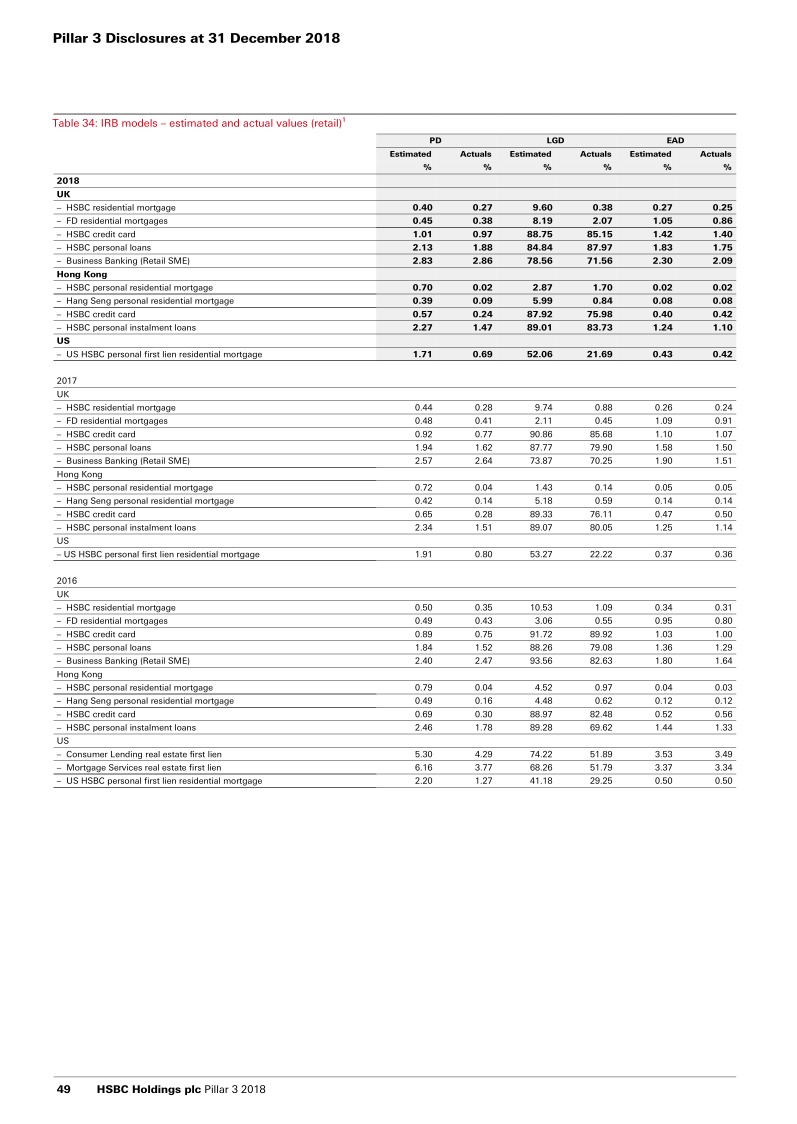 Pillar 3 Disclosures at 31 December 2018
Table 34: IRB models – estimated and actual values (retail)1
PD LGD EAD
Estimated Actuals Estimated Actuals Estimated Actuals
% % % % % %
2018
UK
– HSBC residential mortgage 0.40 0.27 9.60 0.38 0.27 0.25
– FD residential mortgages 0.45 0.38 8.19 2.07 1.05 0.86
– HSBC credit card 1.01 0.97 88.75 85.15 1.42 1.40
– HSBC personal loans 2.13 1.88 84.84 87.97 1.83 1.75
– Business Banking (Retail SME) 2.83 2.86 78.56 71.56 2.30 2.09
Hong Kong
– HSBC personal residential mortgage 0.70 0.02 2.87 1.70 0.02 0.02
– Hang Seng personal residential mortgage 0.39 0.09 5.99 0.84 0.08 0.08
– HSBC credit card 0.57 0.24 87.92 75.98 0.40 0.42
– HSBC personal instalment loans 2.27 1.47 89.01 83.73 1.24 1.10
US
– US HSBC personal first lien residential mortgage 1.71 0.69 52.06 21.69 0.43 0.42
2017
UK
– HSBC residential mortgage 0.44 0.28 9.74 0.88 0.26 0.24
– FD residential mortgages 0.48 0.41 2.11 0.45 1.09 0.91
– HSBC credit card 0.92 0.77 90.86 85.68 1.10 1.07
– HSBC personal loans 1.94 1.62 87.77 79.90 1.58 1.50
– Business Banking (Retail SME) 2.57 2.64 73.87 70.25 1.90 1.51
Hong Kong
– HSBC personal residential mortgage 0.72 0.04 1.43 0.14 0.05 0.05
– Hang Seng personal residential mortgage 0.42 0.14 5.18 0.59 0.14 0.14
– HSBC credit card 0.65 0.28 89.33 76.11 0.47 0.50
– HSBC personal instalment loans 2.34 1.51 89.07 80.05 1.25 1.14
US
– US HSBC personal first lien residential mortgage 1.91 0.80 53.27 22.22 0.37 0.36
2016
UK
– HSBC residential mortgage 0.50 0.35 10.53 1.09 0.34 0.31
– FD residential mortgages 0.49 0.43 3.06 0.55 0.95 0.80
– HSBC credit card 0.89 0.75 91.72 89.92 1.03 1.00
– HSBC personal loans 1.84 1.52 88.26 79.08 1.36 1.29
– Business Banking (Retail SME) 2.40 2.47 93.56 82.63 1.80 1.64
Hong Kong
– HSBC personal residential mortgage 0.79 0.04 4.52 0.97 0.04 0.03
– Hang Seng personal residential mortgage 0.49 0.16 4.48 0.62 0.12 0.12
– HSBC credit card 0.69 0.30 88.97 82.48 0.52 0.56
– HSBC personal instalment loans 2.46 1.78 89.28 69.62 1.44 1.33
US
– Consumer Lending real estate first lien 5.30 4.29 74.22 51.89 3.53 3.49
– Mortgage Services real estate first lien 6.16 3.77 68.26 51.79 3.37 3.34
– US HSBC personal first lien residential mortgage 2.20 1.27 41.18 29.25 0.50 0.50
49 HSBC Holdings plc Pillar 3 2018